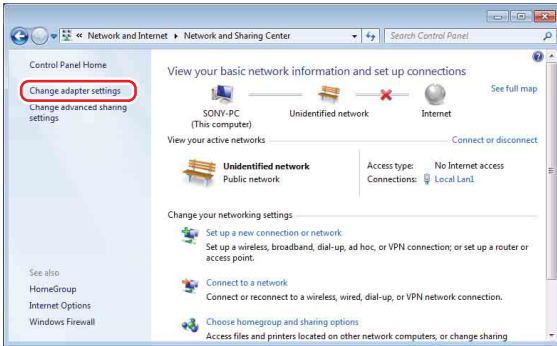 « Network and Internet ▸ Network and Sharing Center
Search Control Panel
Control Panel Home
Change adapter settings
Change advanced sharing
settings
See also
HomeGroup
Internet Options
Windows Firewall
View your basic network information and set up connections
See full map
SONY-PC
(This computer)
Unidentified network
Internet
View your active networks
Connect or disconnect
Unidentified network
Public network
Access type: No Internet access
Connections: Local Lan1
Change your networking settings
Set up a new connection or network
Set up a wireless, broadband, dial-up, ad hoc, or VPN connection; or set up a router or
access point.
Connect to a network
Connect or reconnect to a wireless, wired, dial-up, or VPN network connection.
Choose homegroup and sharing options
Access files and printers located on other network computers, or change sharing